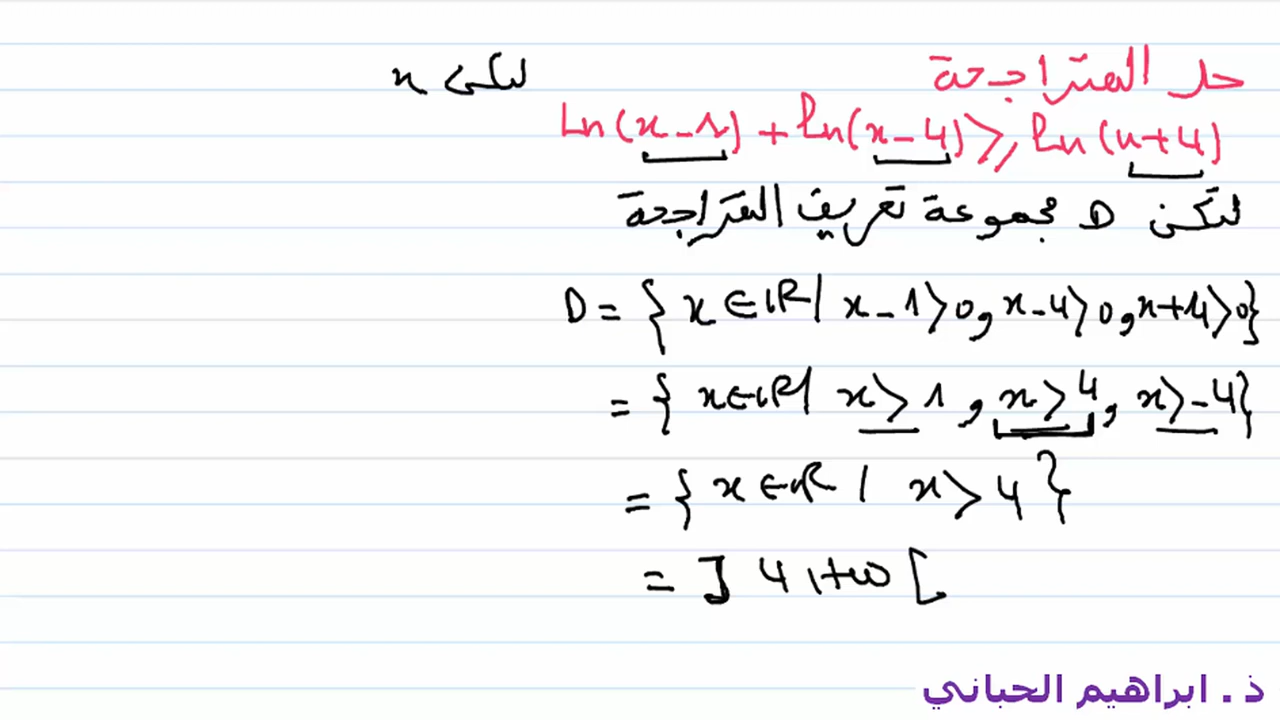 حل المتراجحة
ln(x-1) + ln(x-4) ⩾ ln(x+4)
لتكن D مجموعة تعريف المتراجحة
D = { x ∈ IR | x-1>0, x-4>0, x+4>0}
= { x ∈ IR | x>1, x>4, x>-4}
= { x ∈ IR | x>4 }
= ]4, +∞[
ليكن x
ذ . ابراهيم الحباني